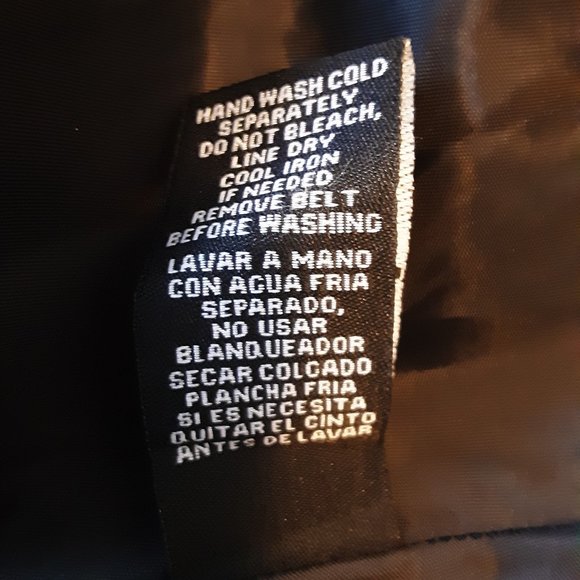 HAND WASH COLD
SEPARATELY
DO NOT BLEACH,
LINE DRY
COOL IRON
IF NEEDED
REMOVE BELT
BEFORE WASHING
LAVAR A MANO
CON AGUA FRIA
SEPARADO,
NO USAR
BLANQUEADOR
SECAR COLGADO
PLANCHA FRIA
SI ES NECESITA
QUITAR EL CINTO
ANTES DE LAVAR